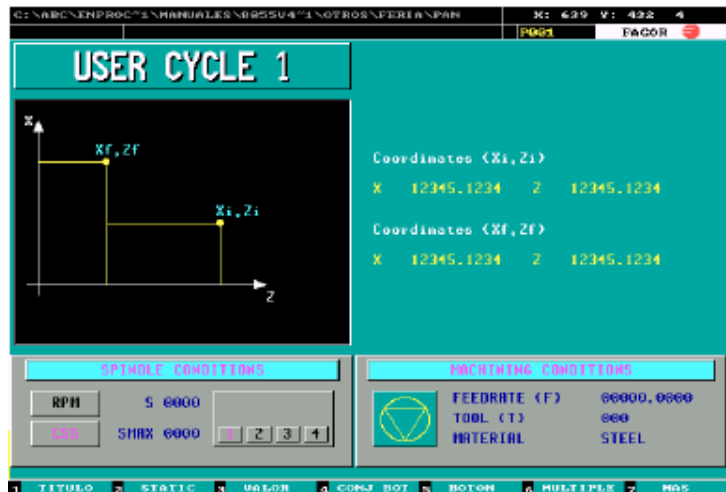 C:\ABC\ENPROC~1\MANUALES\8055V4~1\OTROS\FERIA\PAN X: 639 Y: 432 4
P001 FAGOR
USER CYCLE 1
X
Xf,Zf
Xi,Zi
Z
Coordinates (Xi,Zi)
X 12345.1234 Z 12345.1234
Coordinates (Xf,Zf)
X 12345.1234 Z 12345.1234
SPINDLE CONDITIONS
RPM S 0000
CSS SMAX 0000 1 2 3 4
MACHINING CONDITIONS
FEEDRATE (F) 00000.0000
TOOL (T) 000
MATERIAL STEEL
1 TITULO 2 STATIC 3 VALOR 4 CONJ BOT 5 BOTON 6 MULTIPLE 7 MAS